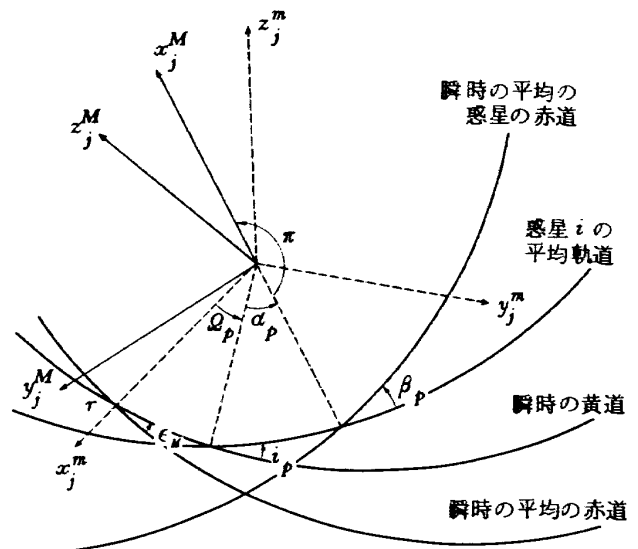 z_j^m
x_j^M
z_j^M
瞬時の平均の
惑星の赤道
惑星 i の
平均軌道
π
y_j^m
Ω_p
α_p
y_j^M
r
β_p
瞬時の黄道
ε_M
i_p
x_j^m
瞬時の平均の赤道